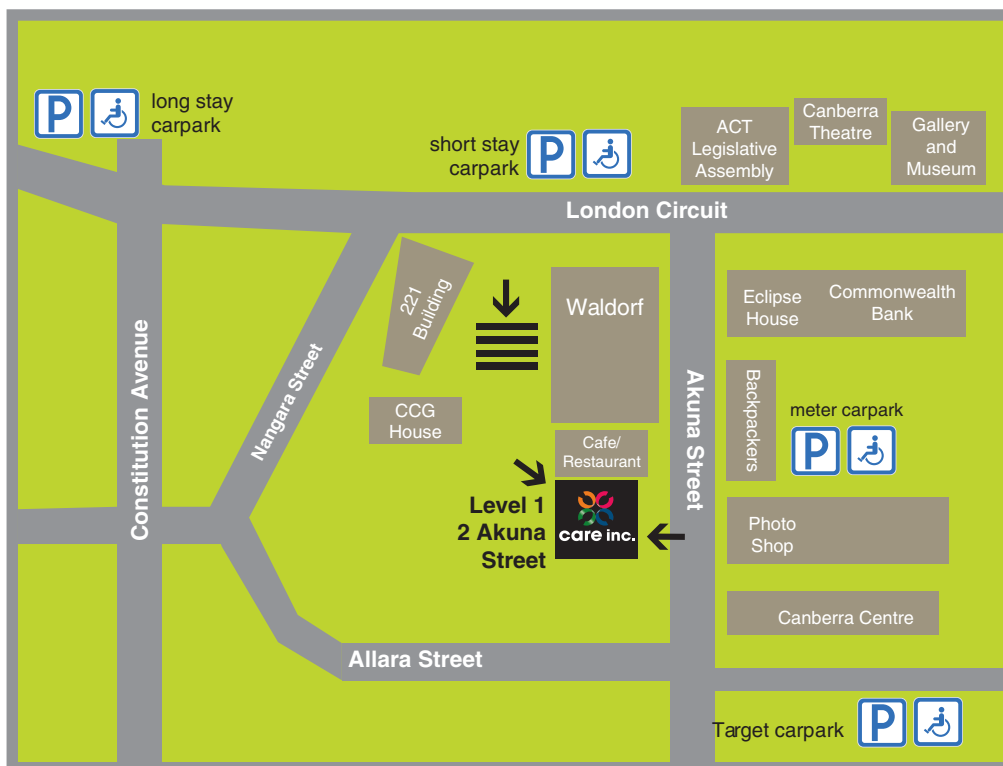 P
long stay
carpark
short stay
carpark
P
ACT
Legislative
Assembly
Canberra
Theatre
Gallery
and
Museum
London Circuit
221
Building
Waldorf
Eclipse
House
Commonwealth
Bank
Constitution Avenue
Nangara Street
CCG
House
Akuna Street
Backpackers
meter carpark
P
Cafe/
Restaurant
Level 1
2 Akuna
Street
care inc.
Photo
Shop
Canberra Centre
Allara Street
Target carpark
P